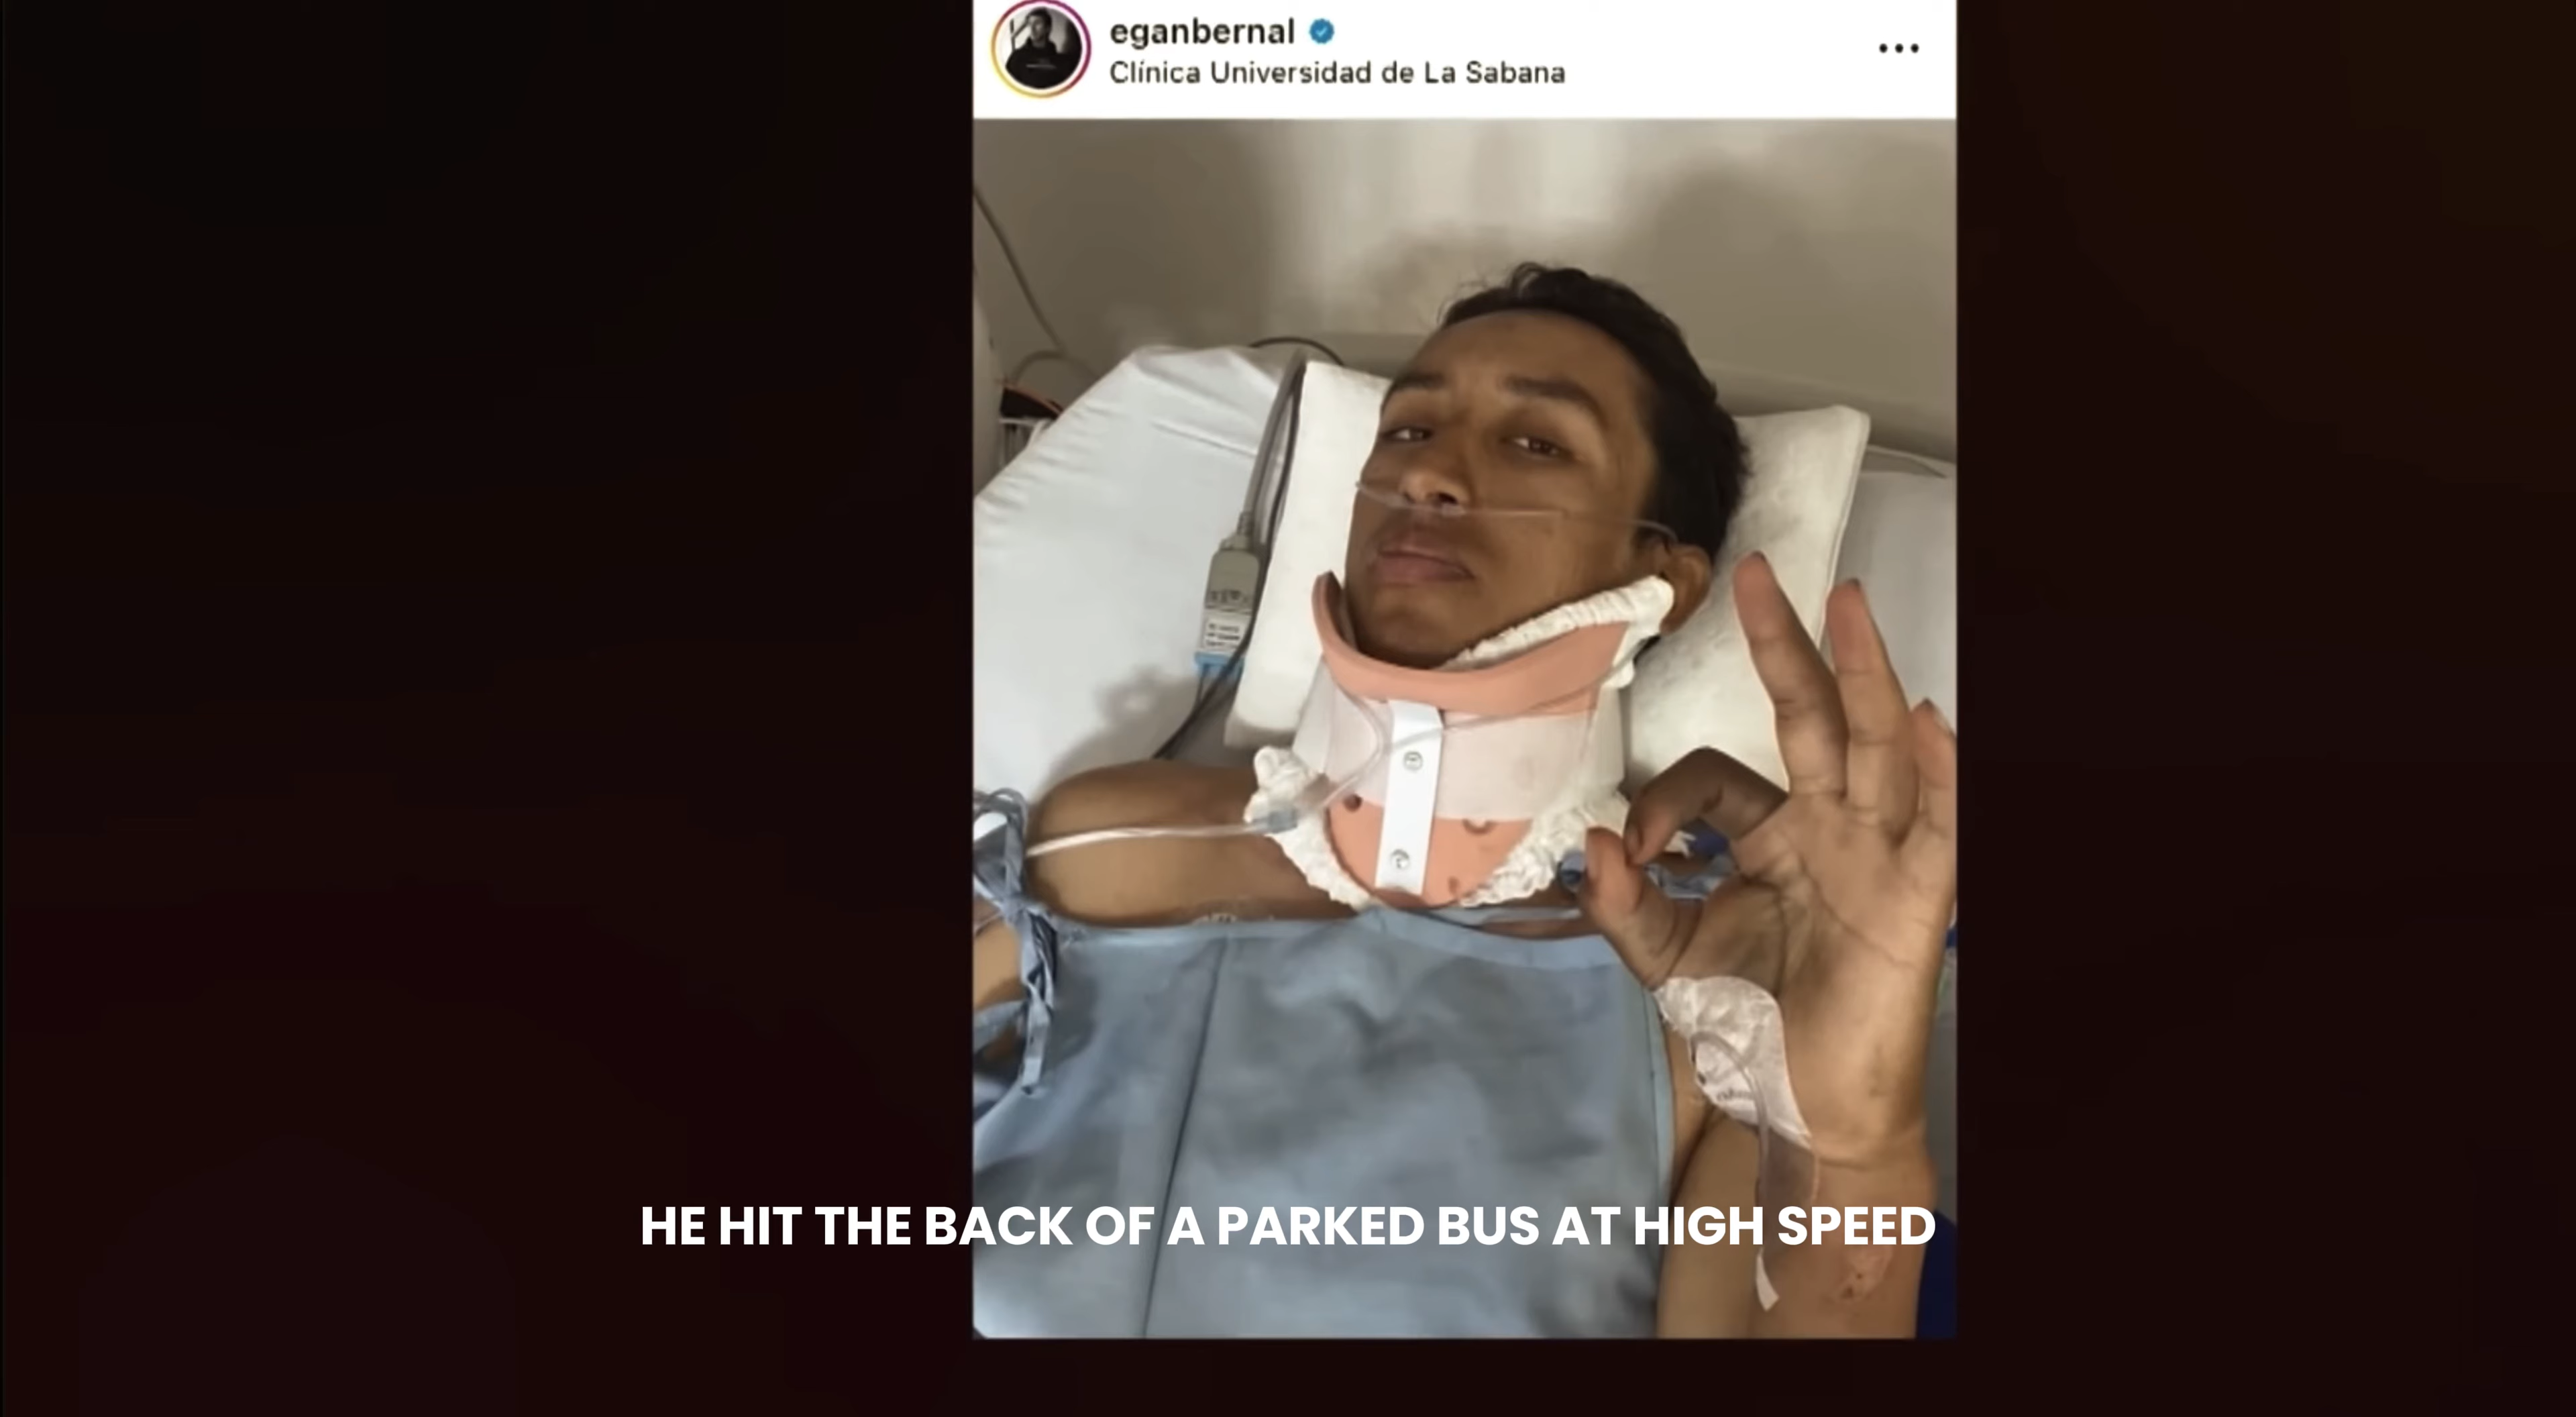 eganbernal
Clínica Universidad de La Sabana
HE HIT THE BACK OF A PARKED BUS AT HIGH SPEED